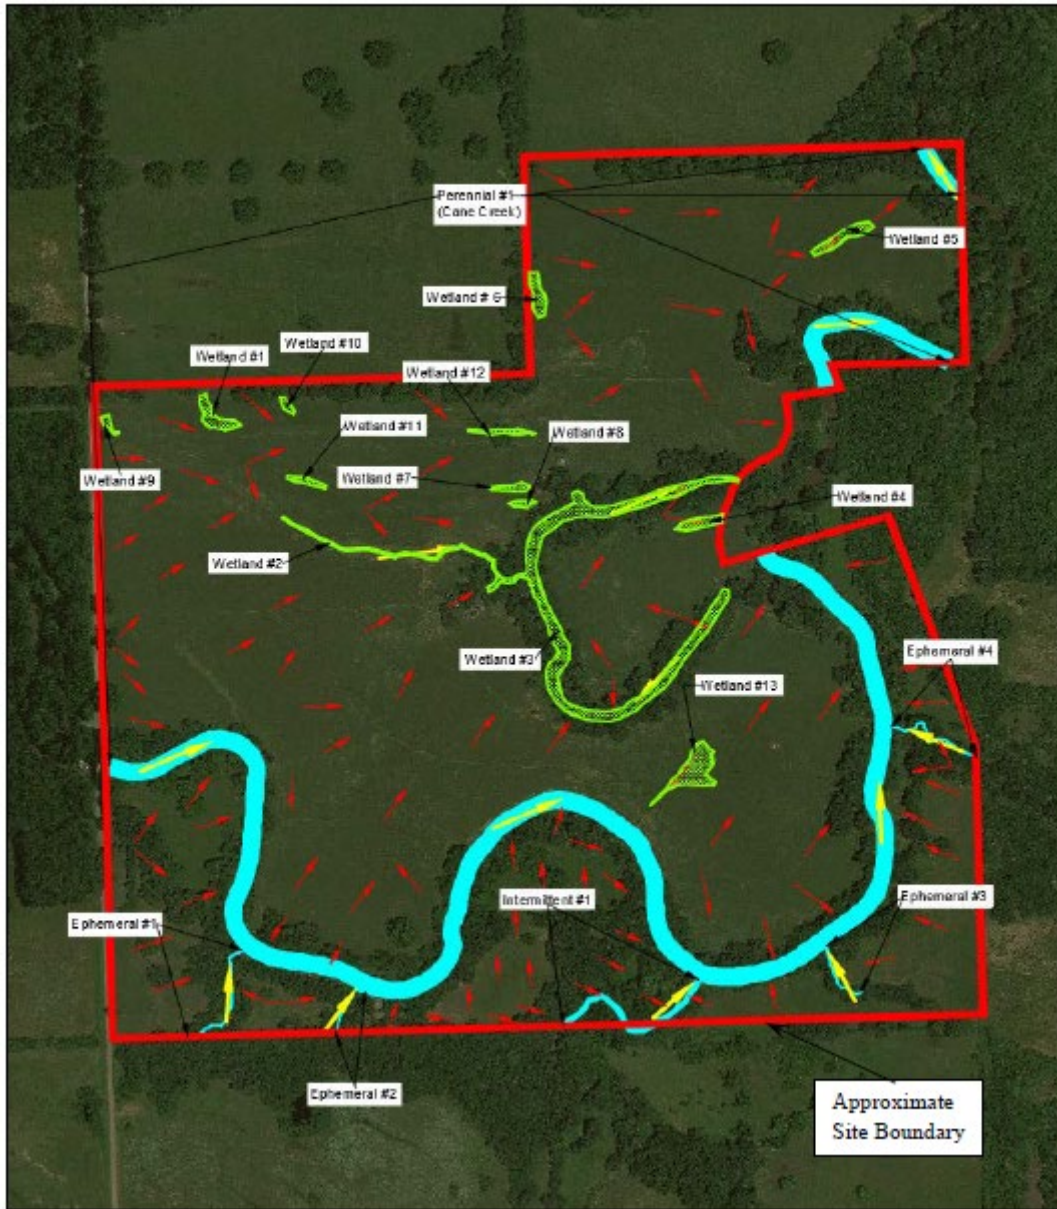 Perennial #1
(Cane Creek)
Wetland #5
Wetland # 6
Wetland #10
Wetland #1
Wetland #12
Wetland #11
Wetland #8
Wetland #7
Wetland #9
Wetland #4
Wetland #2
Wetland #3
Ephemeral #4
Wetland #13
Intermittent #1
Ephemeral #3
Ephemeral #1
Ephemeral #2
Approximate
Site Boundary